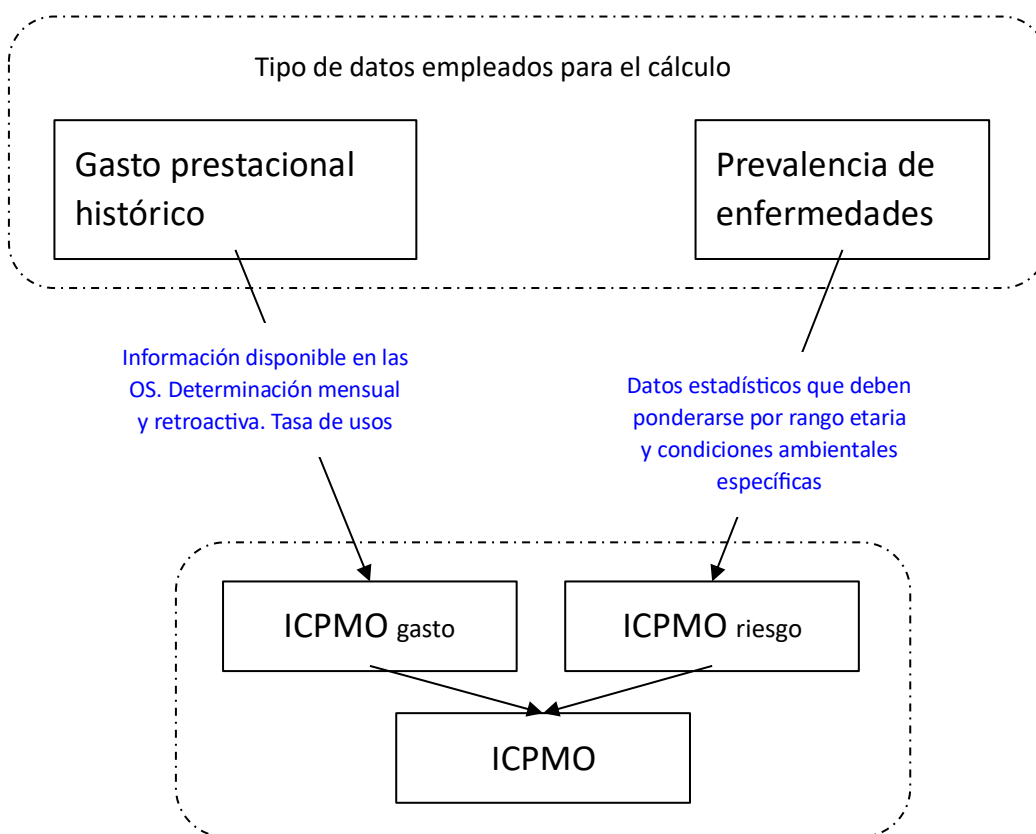 Tipo de datos empleados para el cálculo
Gasto prestacional
histórico
Prevalencia de
enfermedades
Información disponible en las
OS. Determinación mensual
y retroactiva. Tasa de usos
Datos estadísticos que deben
ponderarse por rango etaria
y condiciones ambientales
específicas
ICPMO gasto
ICPMO riesgo
ICPMO